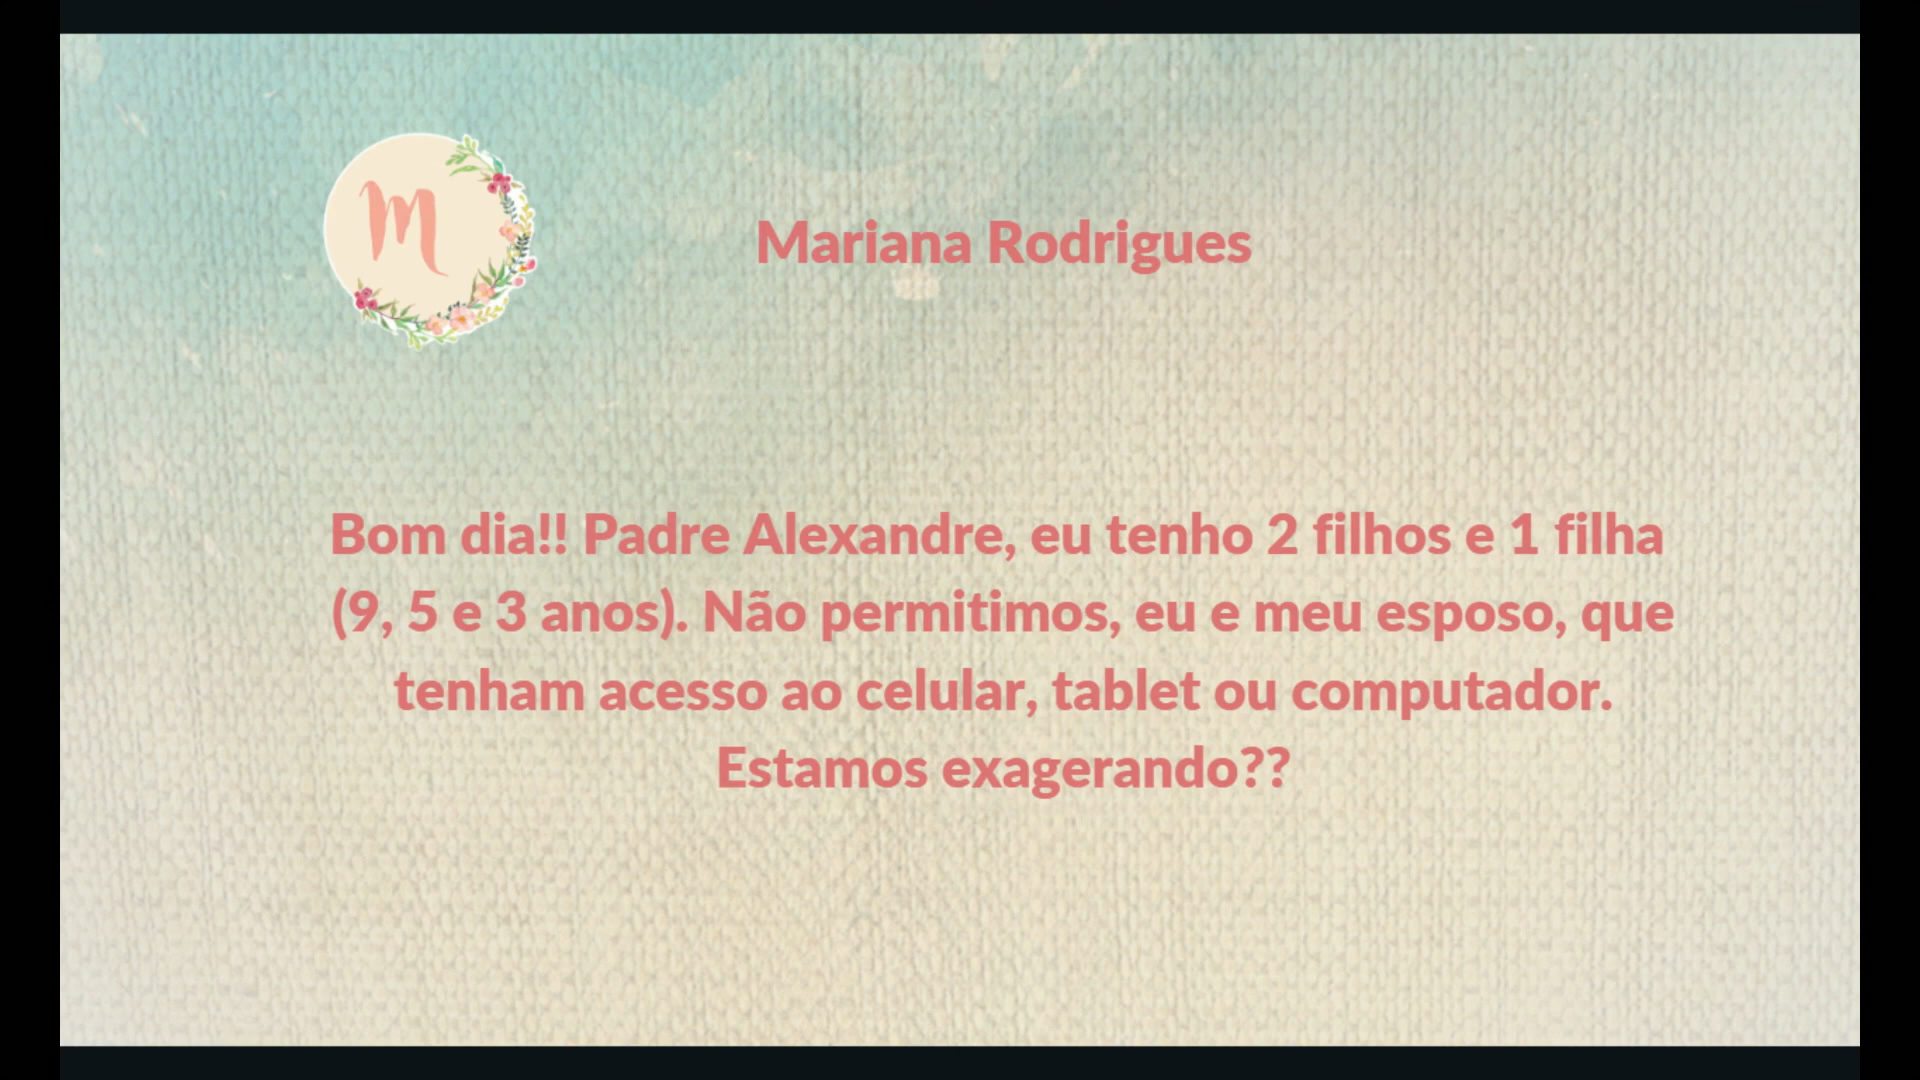 M
Mariana Rodrigues
Bom dia!! Padre Alexandre, eu tenho 2 filhos e 1 filha
(9, 5 e 3 anos). Não permitimos, eu e meu esposo, que
tenham acesso ao celular, tablet ou computador.
Estamos exagerando??